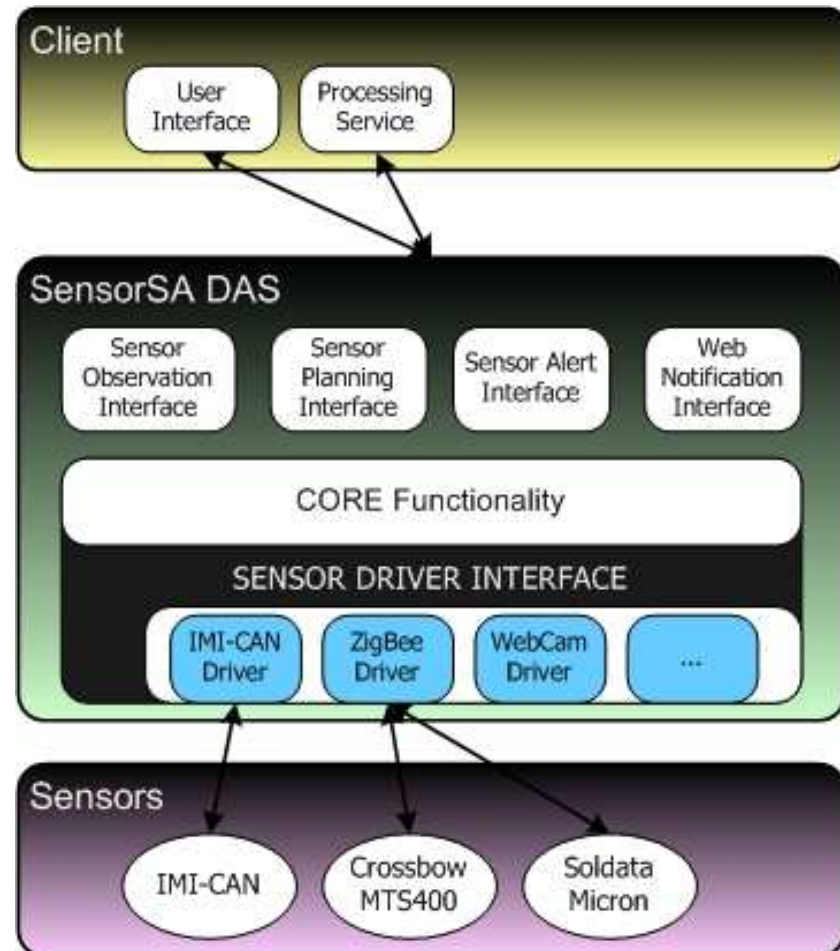 Client
User
Interface
Processing
Service
SensorSA DAS
Sensor
Observation
Interface
Sensor
Planning
Interface
Sensor Alert
Interface
Web
Notification
Interface
CORE Functionality
SENSOR DRIVER INTERFACE
IMI-CAN
Driver
ZigBee
Driver
WebCam
Driver
...
Sensors
IMI-CAN
Crossbow
MTS400
Soldata
Micron